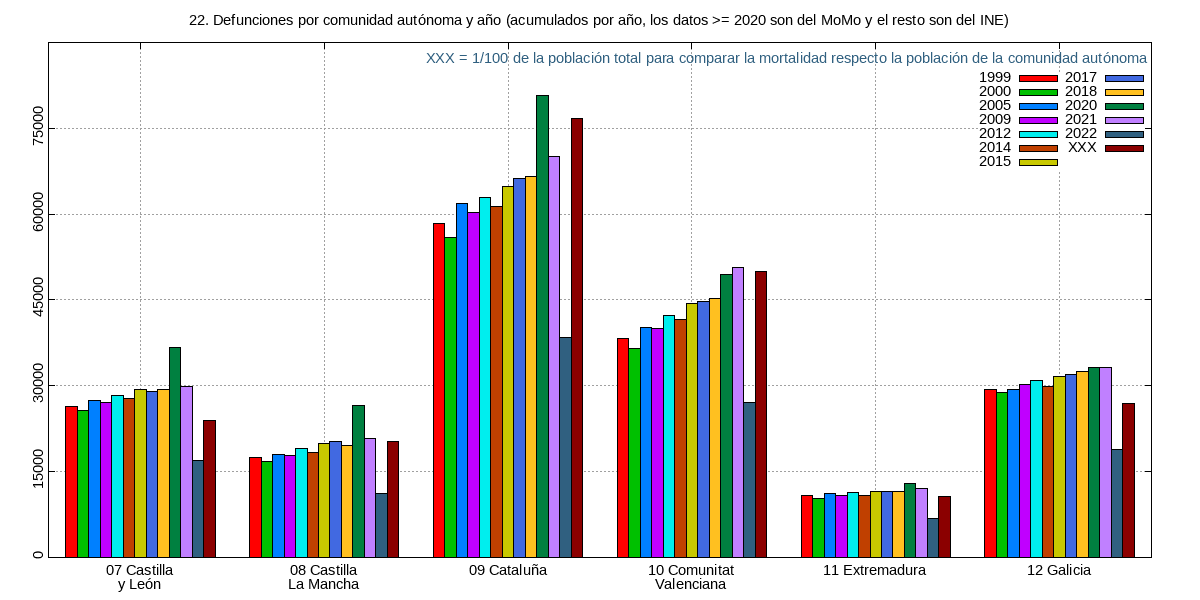 22. Defunciones por comunidad autónoma y año (acumulados por año, los datos >= 2020 son del MoMo y el resto son del INE)
XXX = 1/100 de la población total para comparar la mortalidad respecto la población de la comunidad autónoma
1999 2017
2000 2018
2005 2020
2009 2021
2012 2022
2014 XXX
2015
75000
60000
45000
30000
15000
0
07 Castilla y León
08 Castilla La Mancha
09 Cataluña
10 Comunitat Valenciana
11 Extremadura
12 Galicia